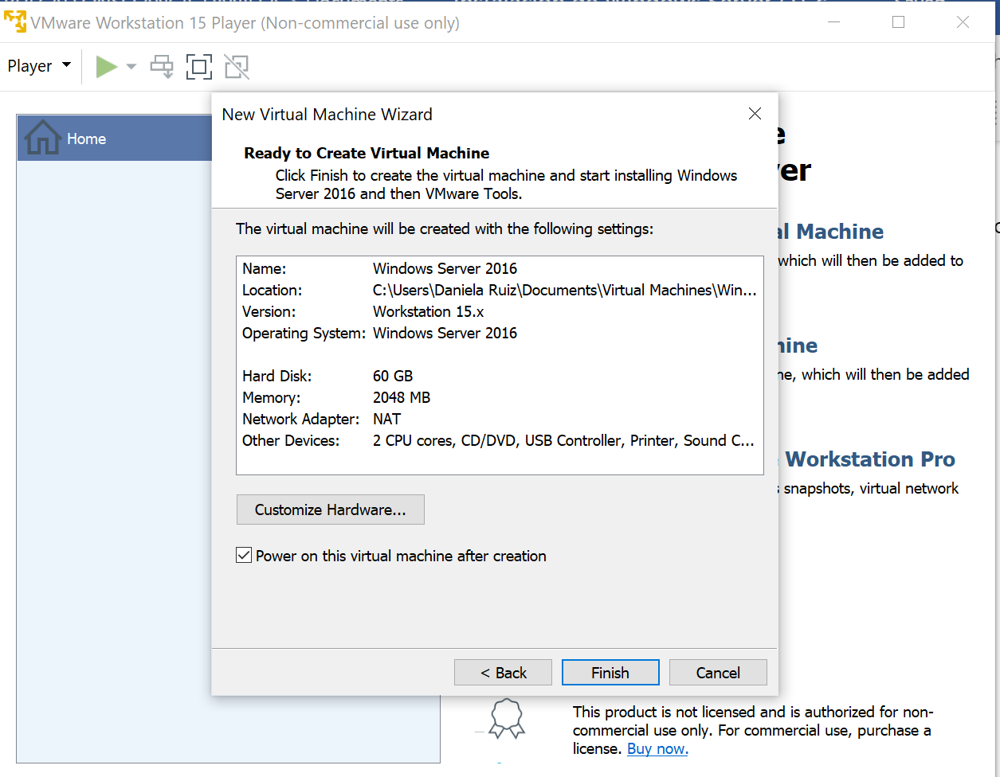 VMware Workstation 15 Player (Non-commercial use only)
Player
Home
New Virtual Machine Wizard
Ready to Create Virtual Machine
Click Finish to create the virtual machine and start installing Windows
Server 2016 and then VMware Tools.
The virtual machine will be created with the following settings:
Name: Windows Server 2016
Location: C:\Users\Daniela Ruiz\Documents\Virtual Machines\Win...
Version: Workstation 15.x
Operating System: Windows Server 2016
Hard Disk: 60 GB
Memory: 2048 MB
Network Adapter: NAT
Other Devices: 2 CPU cores, CD/DVD, USB Controller, Printer, Sound C...
Customize Hardware...
Power on this virtual machine after creation
< Back
Finish
Cancel
Machine
which will then be added to
which will then be added
Workstation Pro
snapshots, virtual network
This product is not licensed and is authorized for non-
commercial use only. For commercial use, purchase a
license. Buy now.